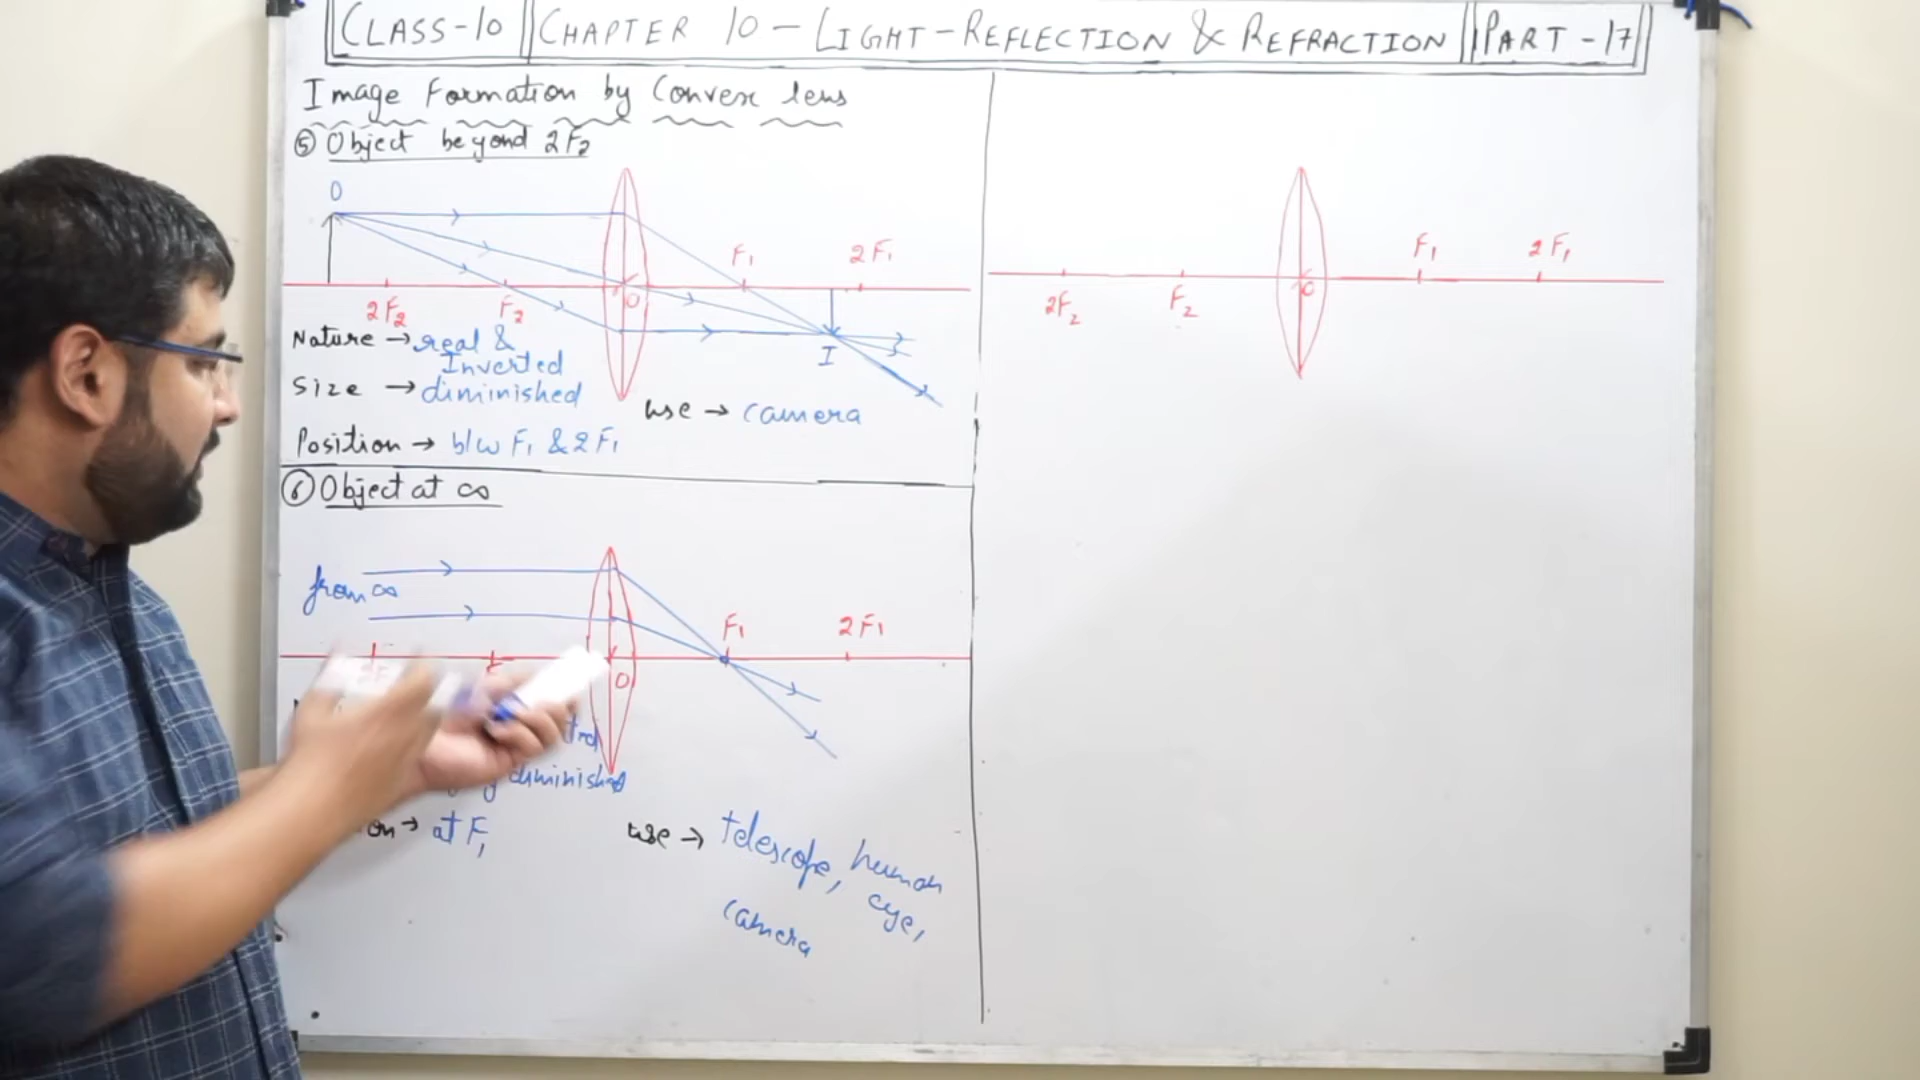 CLASS-10 CHAPTER 10 - LIGHT-REFLECTION & REFRACTION PART-17
Image Formation by Convex lens
⑤ Object beyond 2F₂
O
F₁ 2F₁
2F₂ F₂ O
I
Nature → real &
Inverted
Size → diminished
use → camera
Position → b/w F₁ & 2F₁
⑥ Object at ∞
from ∞
F₁ 2F₁
O
diminished
on → at F₁
use → telescope, human
eye,
camera
F₁ 2F₁
2F₂ F₂ O